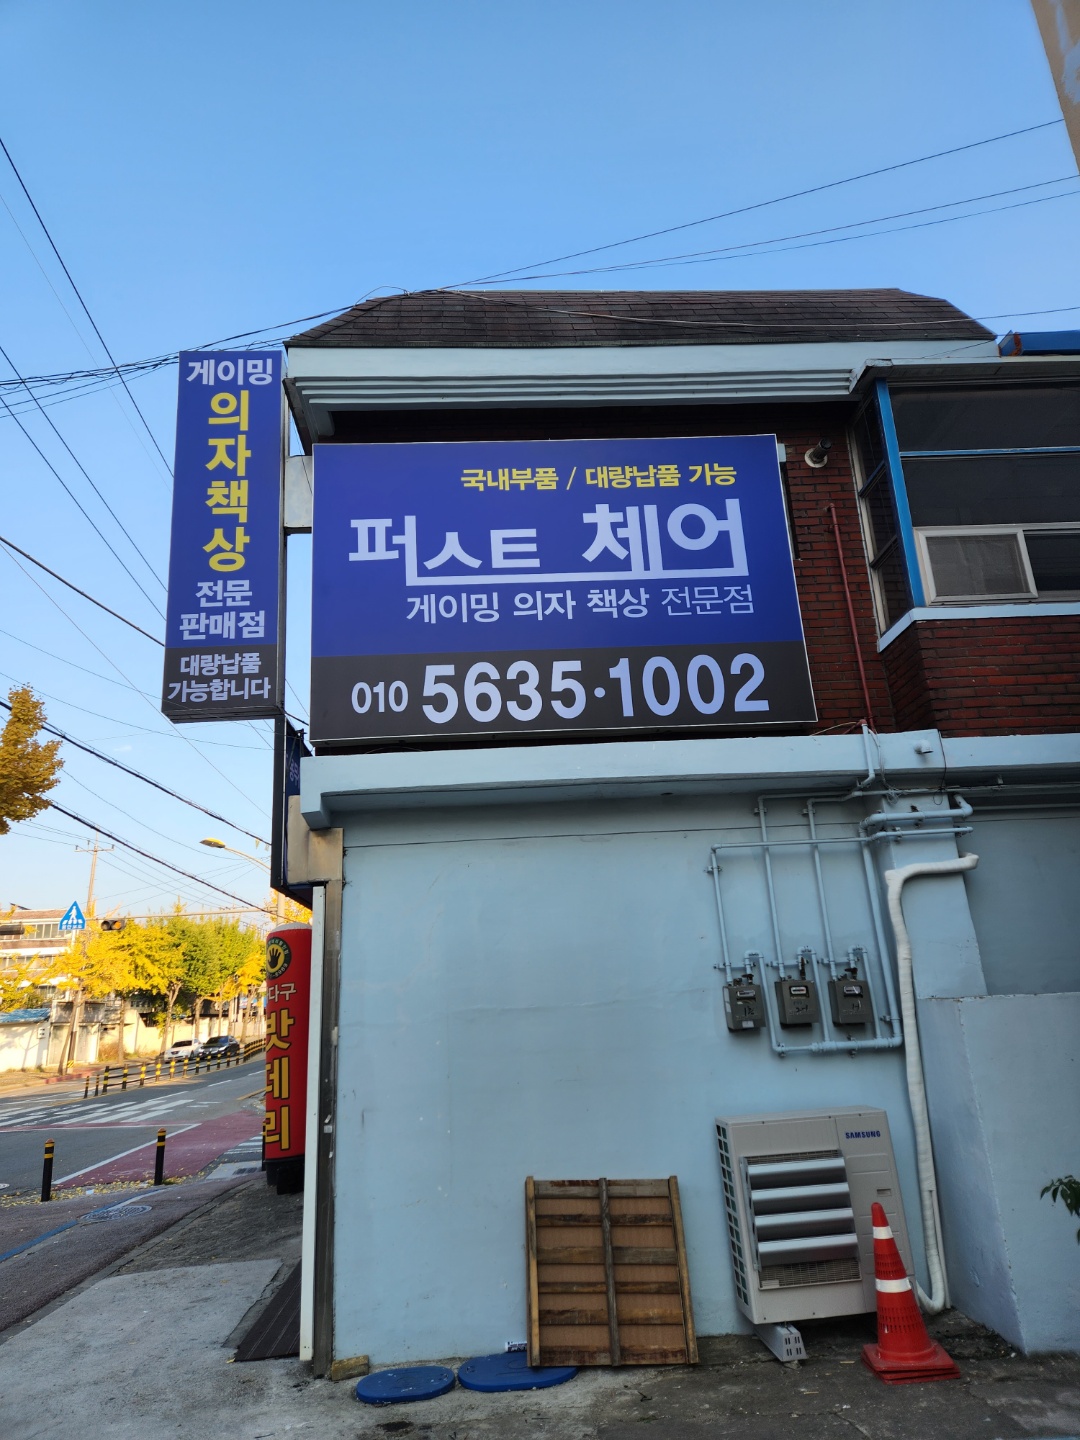 게이밍
의자책상
전문
판매점
대량납품
가능합니다
국내부품 / 대량납품 가능
퍼스트 체어
게이밍 의자 책상 전문점
010 5635·1002
다구
밧데리
SAMSUNG